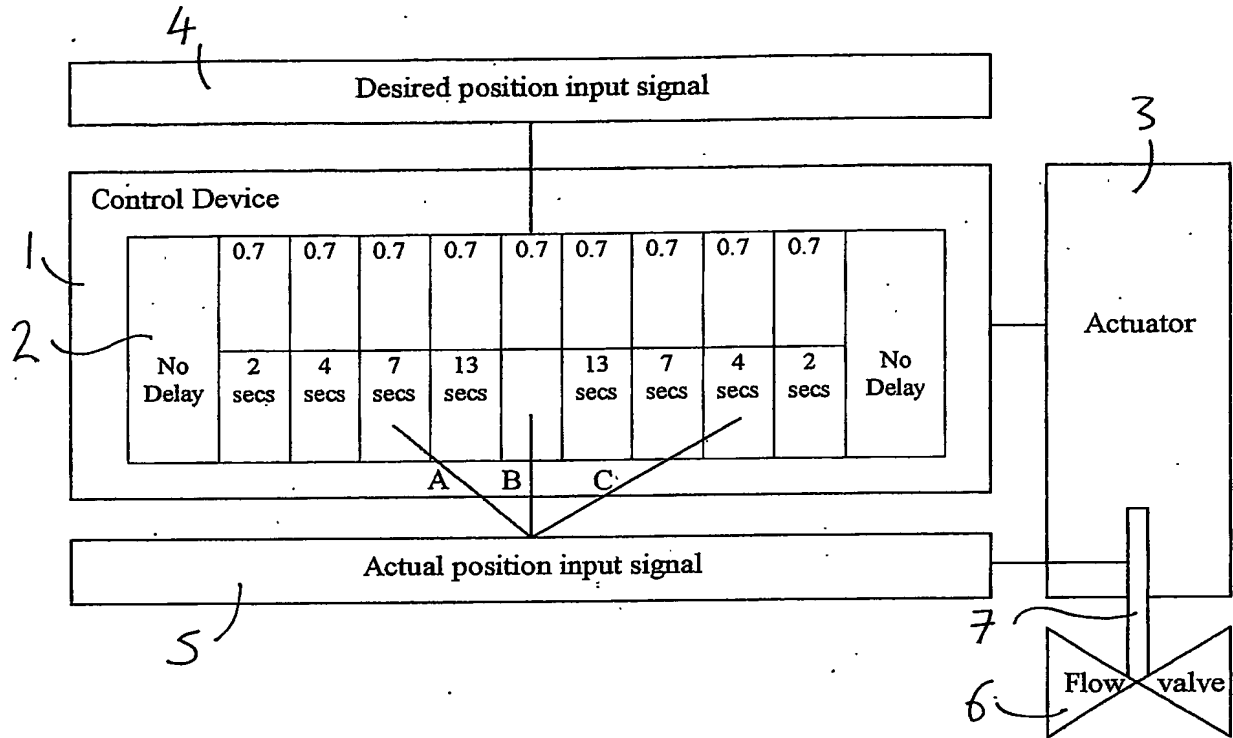 4
Desired position input signal
3
Control Device
1
0.7 0.7 0.7 0.7 0.7 0.7 0.7 0.7 0.7
2
Actuator
No Delay
2 secs
4 secs
7 secs
13 secs
13 secs
7 secs
4 secs
2 secs
No Delay
A B C
Actual position input signal
5
7
Flow valve
6